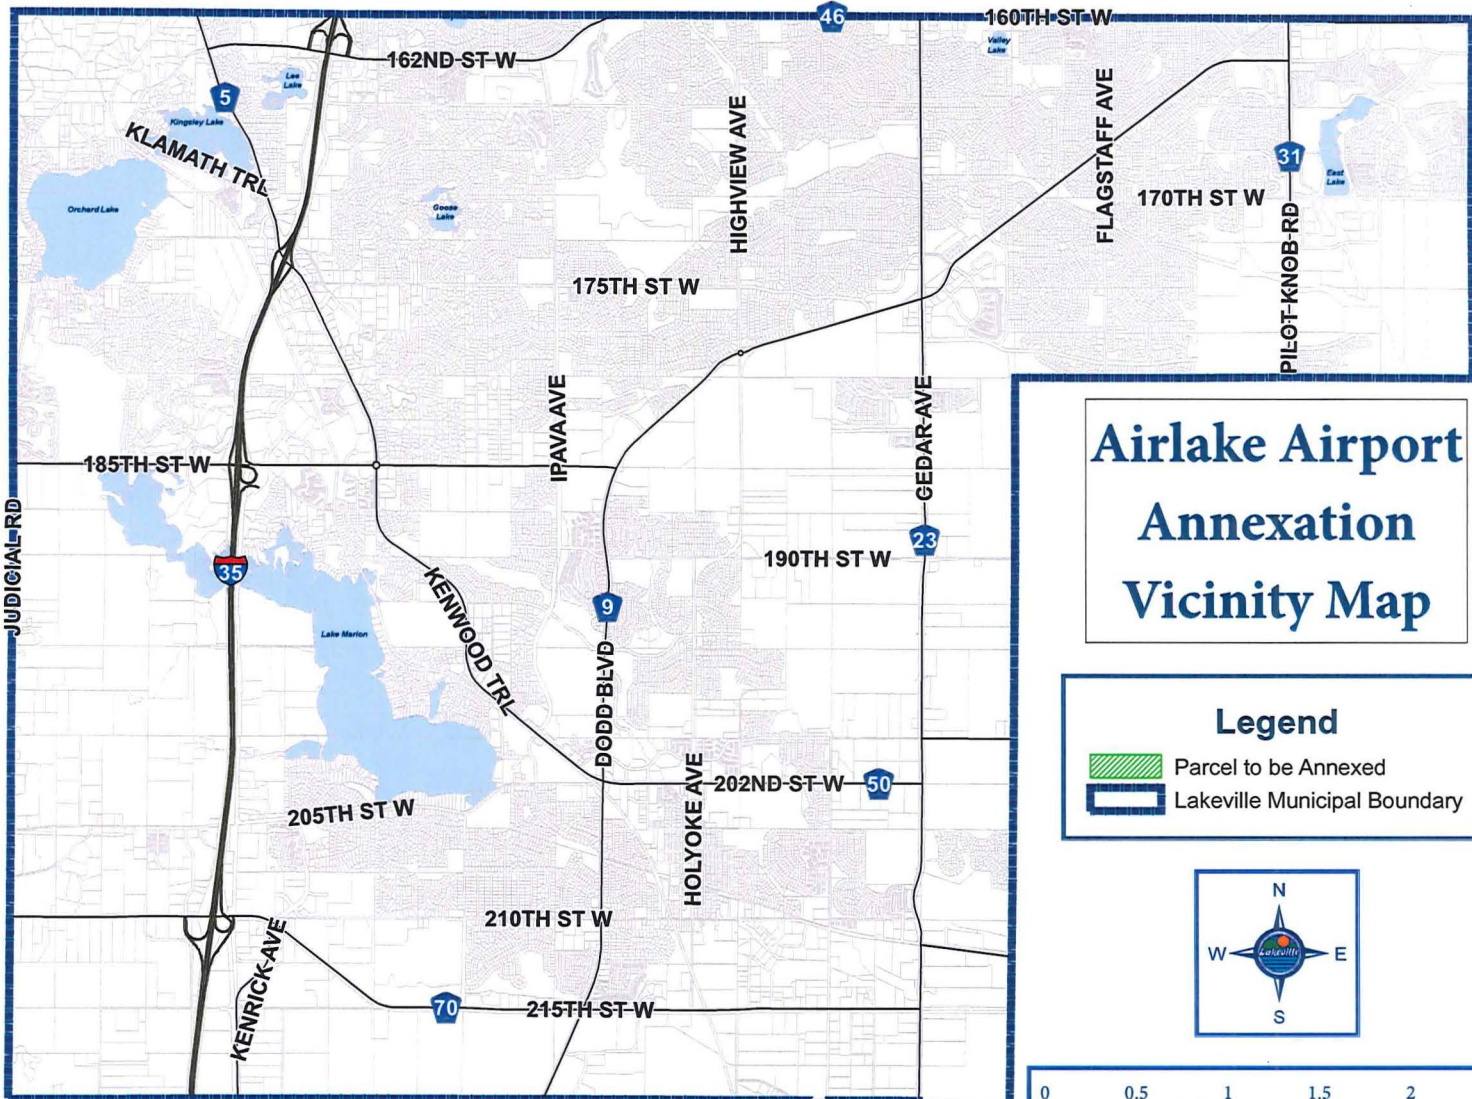 46
160TH ST W
162ND ST W
Valley
Lake
Lee
Lake
5
Kingsley Lake
KLAMATH TRL
HIGHVIEW AVE
FLAGSTAFF AVE
31
East
Lake
170TH ST W
Orchard Lake
Goose
Lake
PILOT KNOB RD
175TH ST W
IPAVA AVE
CEDAR AVE
185TH ST W
JUDICIAL RD
35
23
190TH ST W
KENWOOD TRL
9
Lake Marion
DODD BLVD
HOLYOKE AVE
202ND ST W
50
205TH ST W
210TH ST W
KENRICK AVE
70
215TH ST W
Airlake Airport
Annexation
Vicinity Map
Legend
Parcel to be Annexed
Lakeville Municipal Boundary
N
W
Lakeville
E
S
0 0.5 1 1.5 2